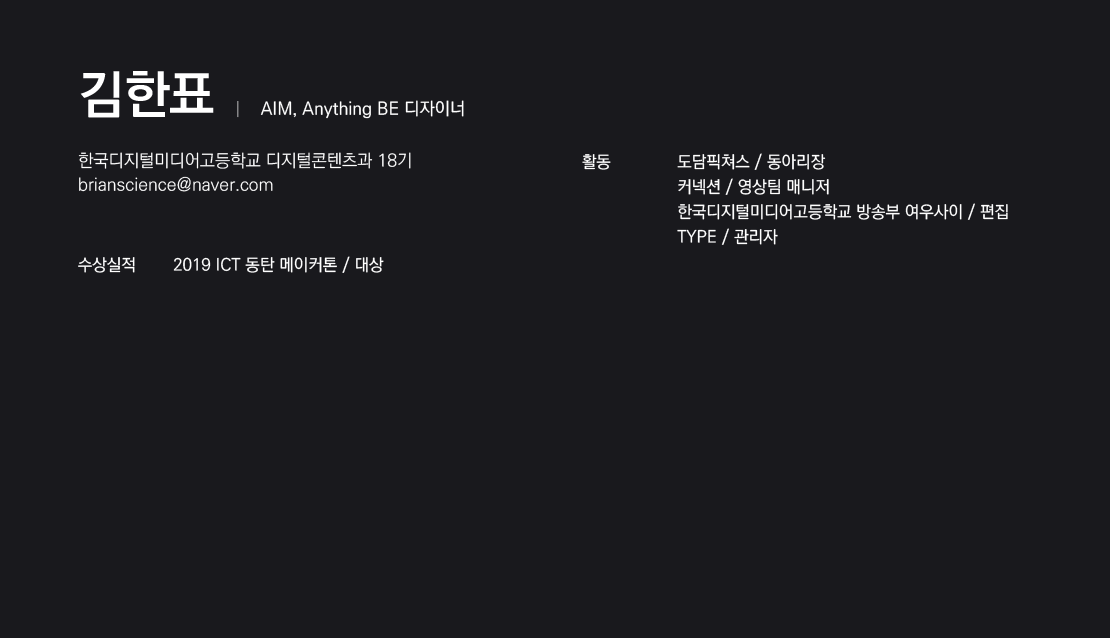 김한표 | AIM, Anything BE 디자이너
한국디지털미디어고등학교 디지털콘텐츠과 18기
brianscience@naver.com
수상실적 2019 ICT 동탄 메이커톤 / 대상
활동 도담픽쳐스 / 동아리장
커넥션 / 영상팀 매니저
한국디지털미디어고등학교 방송부 여우사이 / 편집
TYPE / 관리자